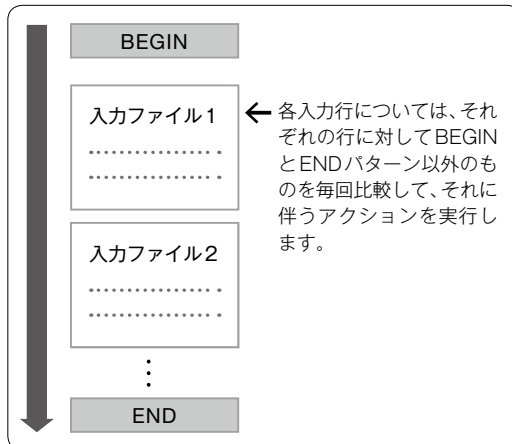 BEGIN
入力ファイル1
← 各入力行については、それ
ぞれの行に対してBEGIN
とENDパターン以外のも
のを毎回比較して、それに
伴うアクションを実行し
ます。
入力ファイル2
⋮
END